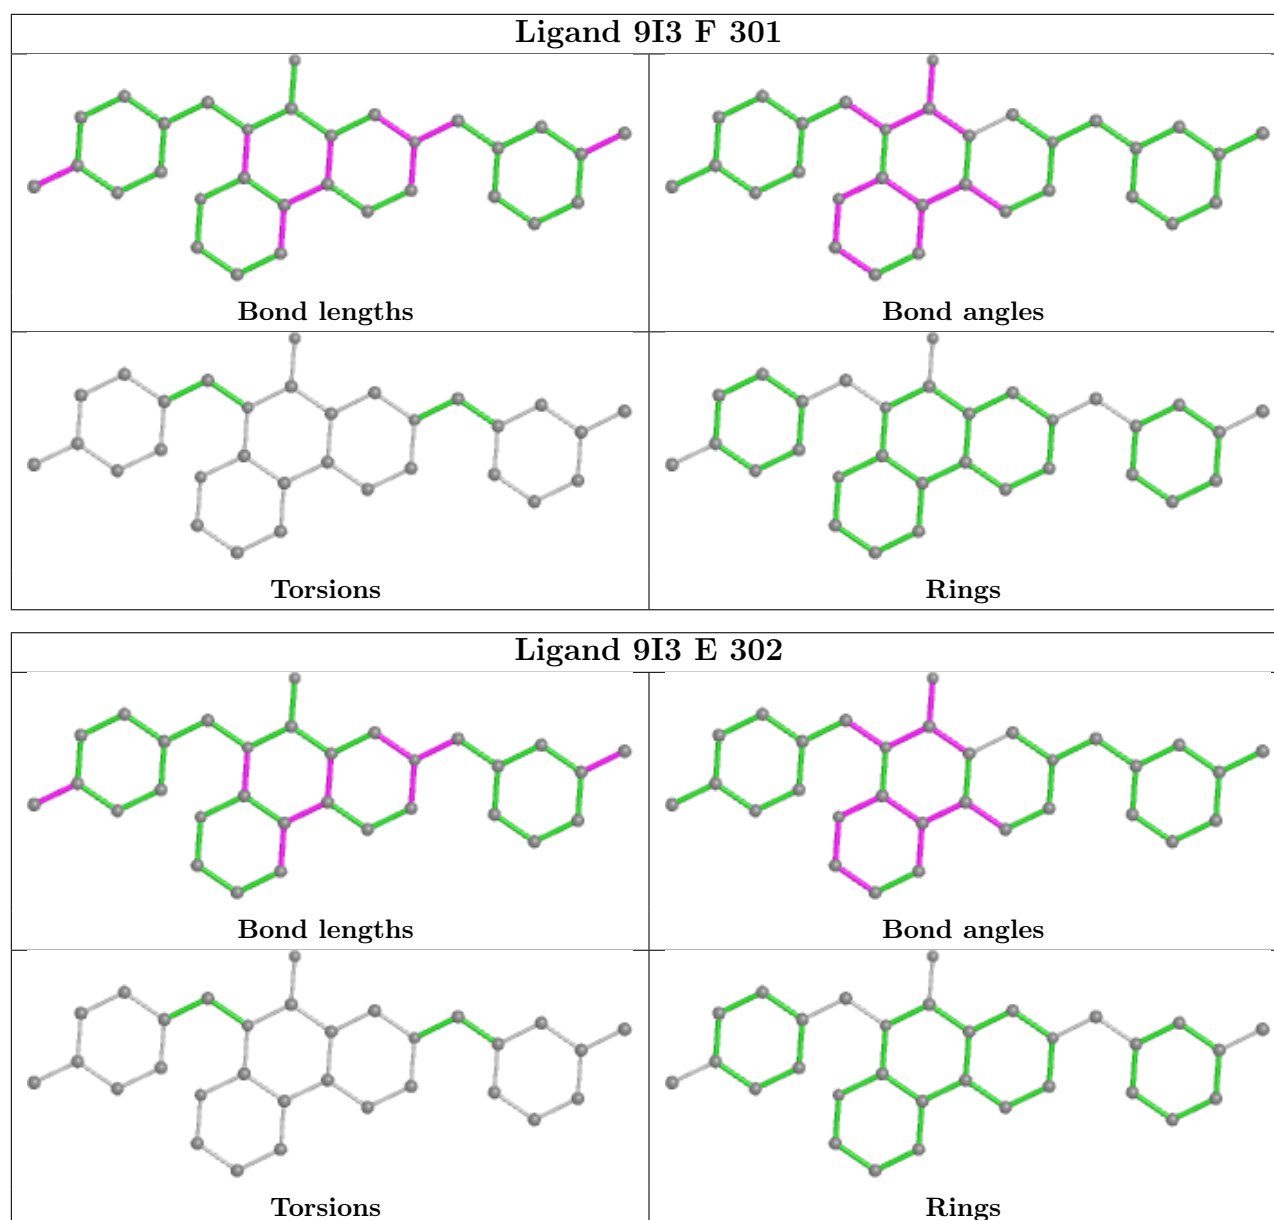 Ligand 9I3 F 301
Bond lengths
Bond angles
Torsions
Rings
Ligand 9I3 E 302
Bond lengths
Bond angles
Torsions
Rings